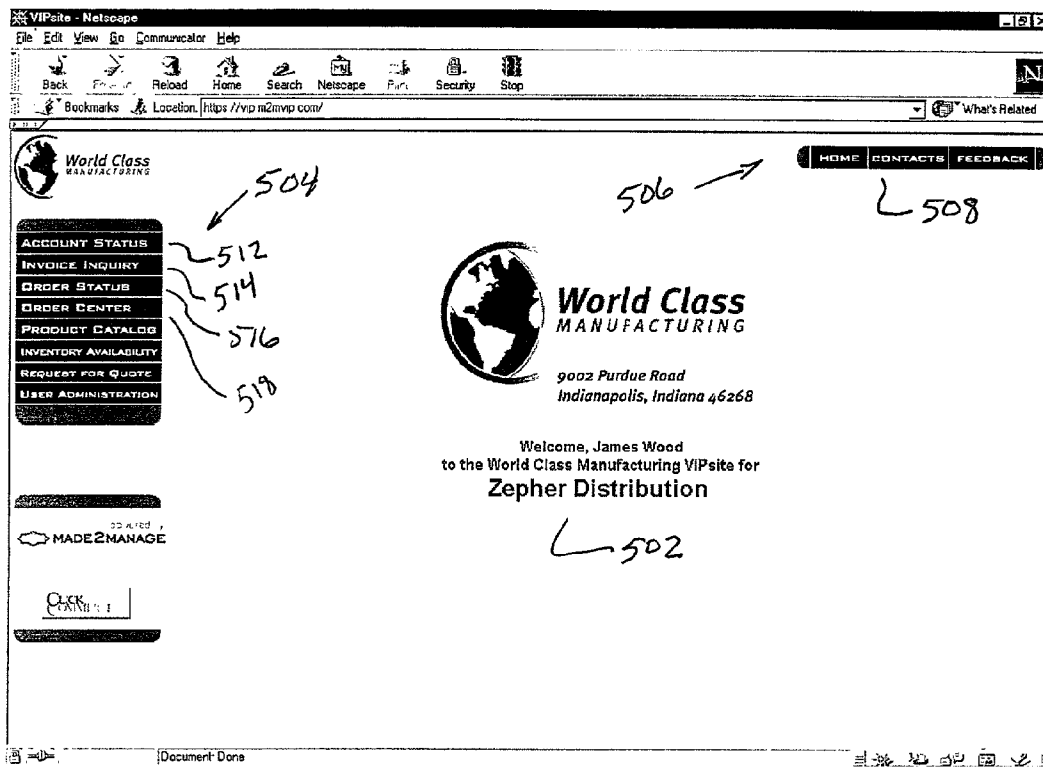 VIPsite - Netscape
File Edit View Go Communicator Help
Back Reload Home Search Netscape Security Stop
Bookmarks Location: https://vip.m2mvip.com/ What's Related
World Class
MANUFACTURING
HOME CONTACTS FEEDBACK
504
506
508
ACCOUNT STATUS
512
INVOICE INQUIRY
514
ORDER STATUS
576
ORDER CENTER
518
PRODUCT CATALOG
INVENTORY AVAILABILITY
REQUEST FOR QUOTE
USER ADMINISTRATION
World Class
MANUFACTURING
9002 Purdue Road
Indianapolis, Indiana 46268
Welcome, James Wood
to the World Class Manufacturing VIPsite for
Zepher Distribution
502
MADE2MANAGE
Document: Done